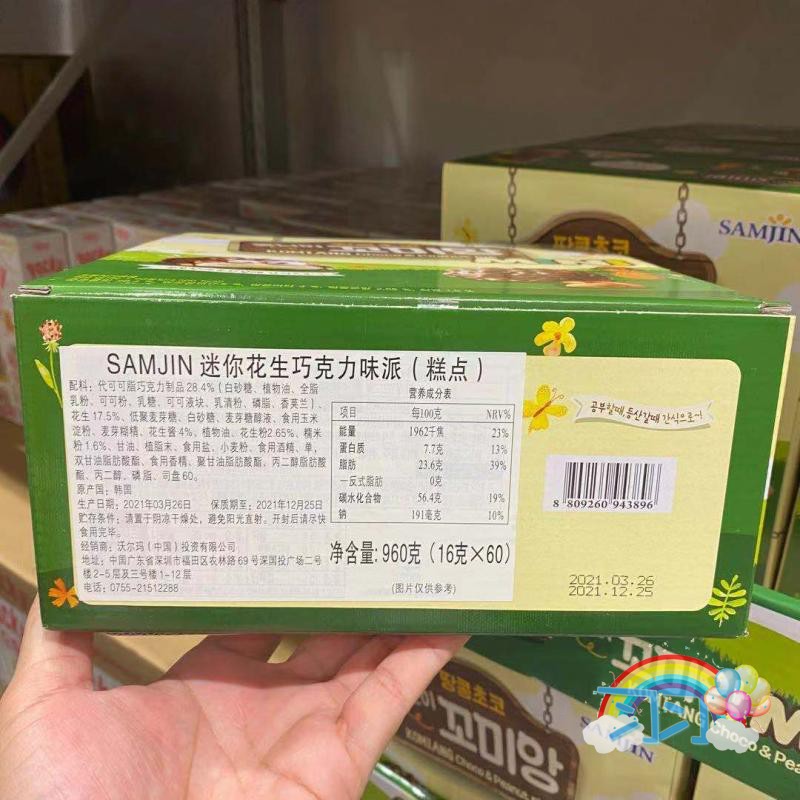 SAMJIN
땅콩초코
SAMJIN 迷你花生巧克力味派（糕点）
配料：代可可脂巧克力制品28.4%（白砂糖、植物油、全脂
乳粉、可可粉、乳糖、可可液块、乳清粉、磷脂、香荚兰）、
花生17.5%、低聚麦芽糖、白砂糖、麦芽糖醇液、食用玉米
淀粉、麦芽糊精、花生酱4%、植物油、花生粉2.65%、糯米
粉1.6%、甘油、植脂末、食用盐、小麦粉、食用酒精、单，
双甘油脂肪酸酯、食用香精、聚甘油脂肪酸酯、丙二醇脂肪酸
酯、丙二醇、磷脂、司盘60。
原产国：韩国
生产日期：2021年03月26日 保质期至：2021年12月25日
贮存条件：请置于阴凉干燥处，避免阳光直射。开封后请尽快
食用完毕。
经销商：沃尔玛（中国）投资有限公司
地址：中国广东省深圳市福田区农林路69号深国投广场二号
楼2-5层及三号楼1-12层
电话：0755-21512288
营养成分表
项目 每100克 NRV%
能量 1962千焦 23%
蛋白质 7.7克 13%
脂肪 23.6克 39%
一反式脂肪 0克
碳水化合物 56.4克 19%
钠 191毫克 10%
净含量：960克（16克×60）
（图片仅供参考）
공부할때, 등산갈때 간식으로~!
8 809260 943896
2021.03.26
2021.12.25
땅콩초코
꼬미앙
KOMIANG Choco & Peanut
SAMJIN
Choco & Pea